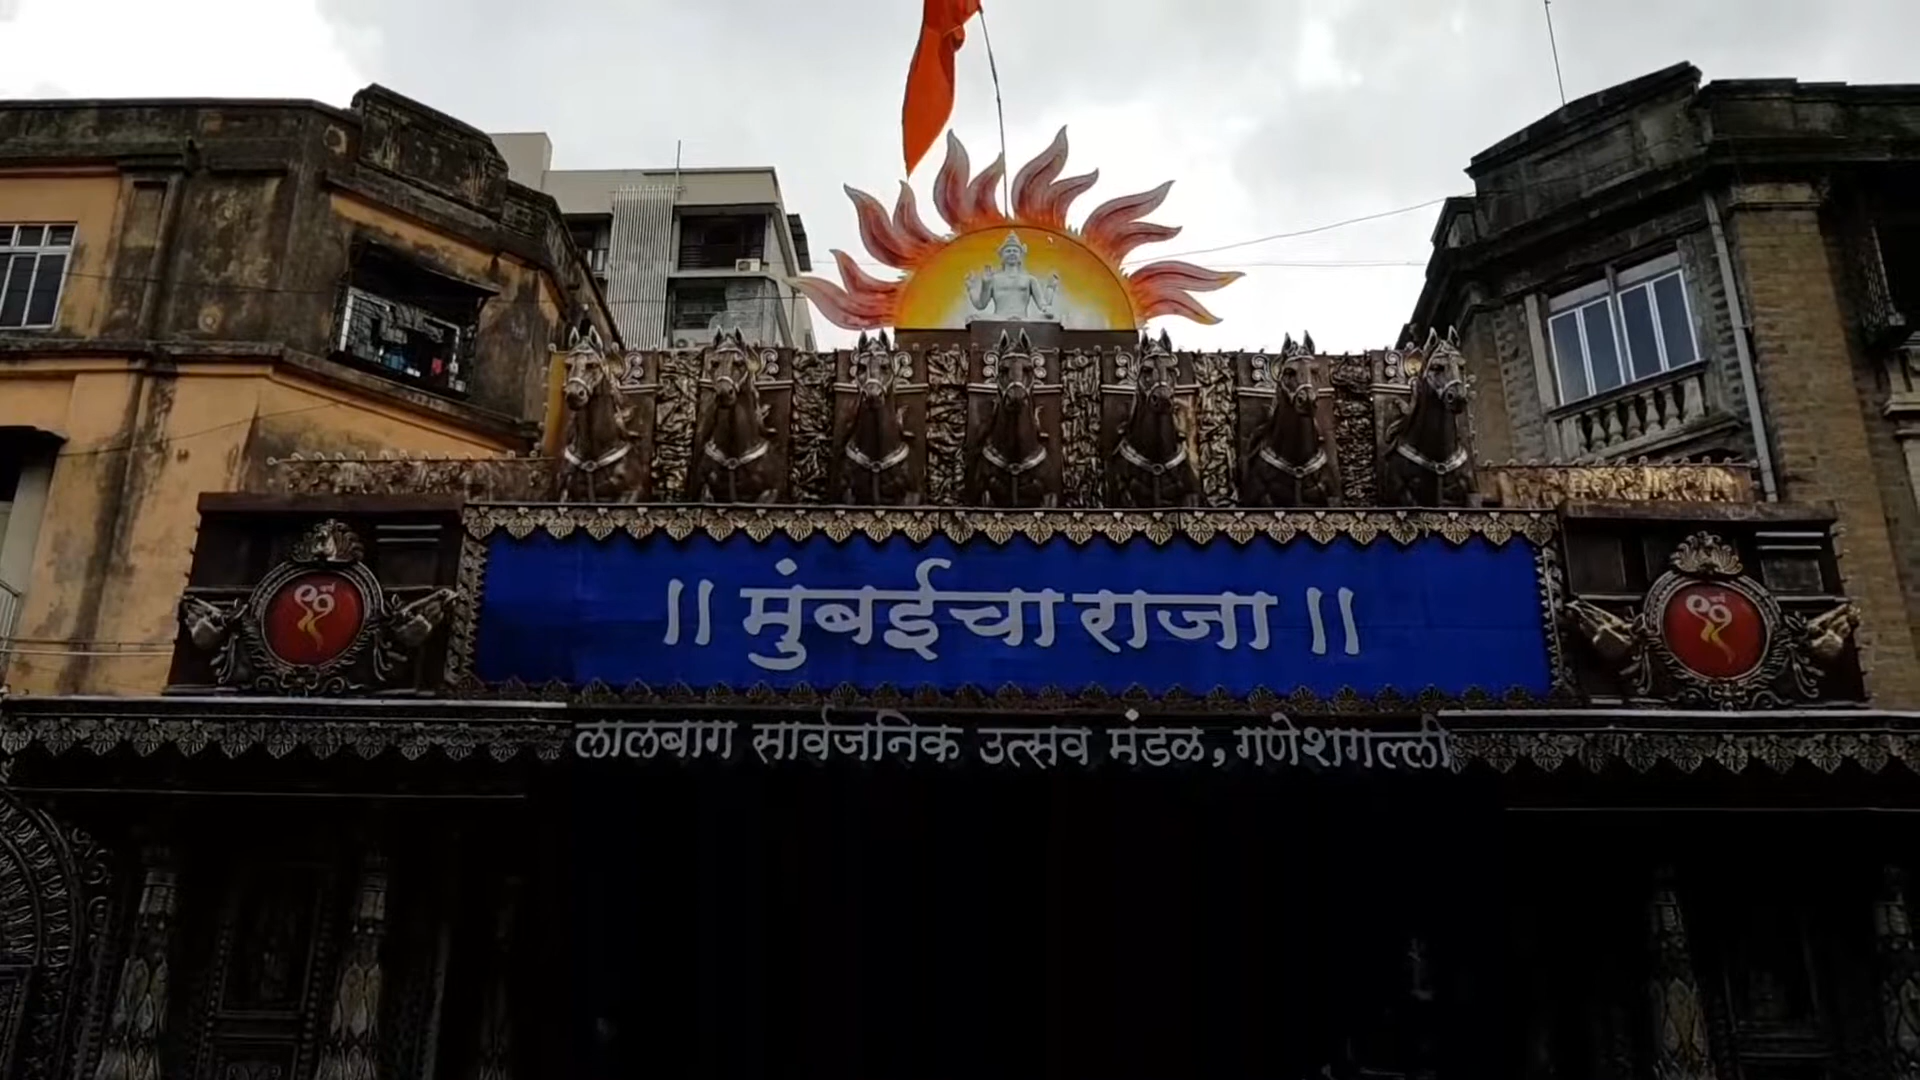 || मुंबईचा राजा ||
लालबाग सार्वजनिक उत्सव मंडळ, गणेशगल्ली